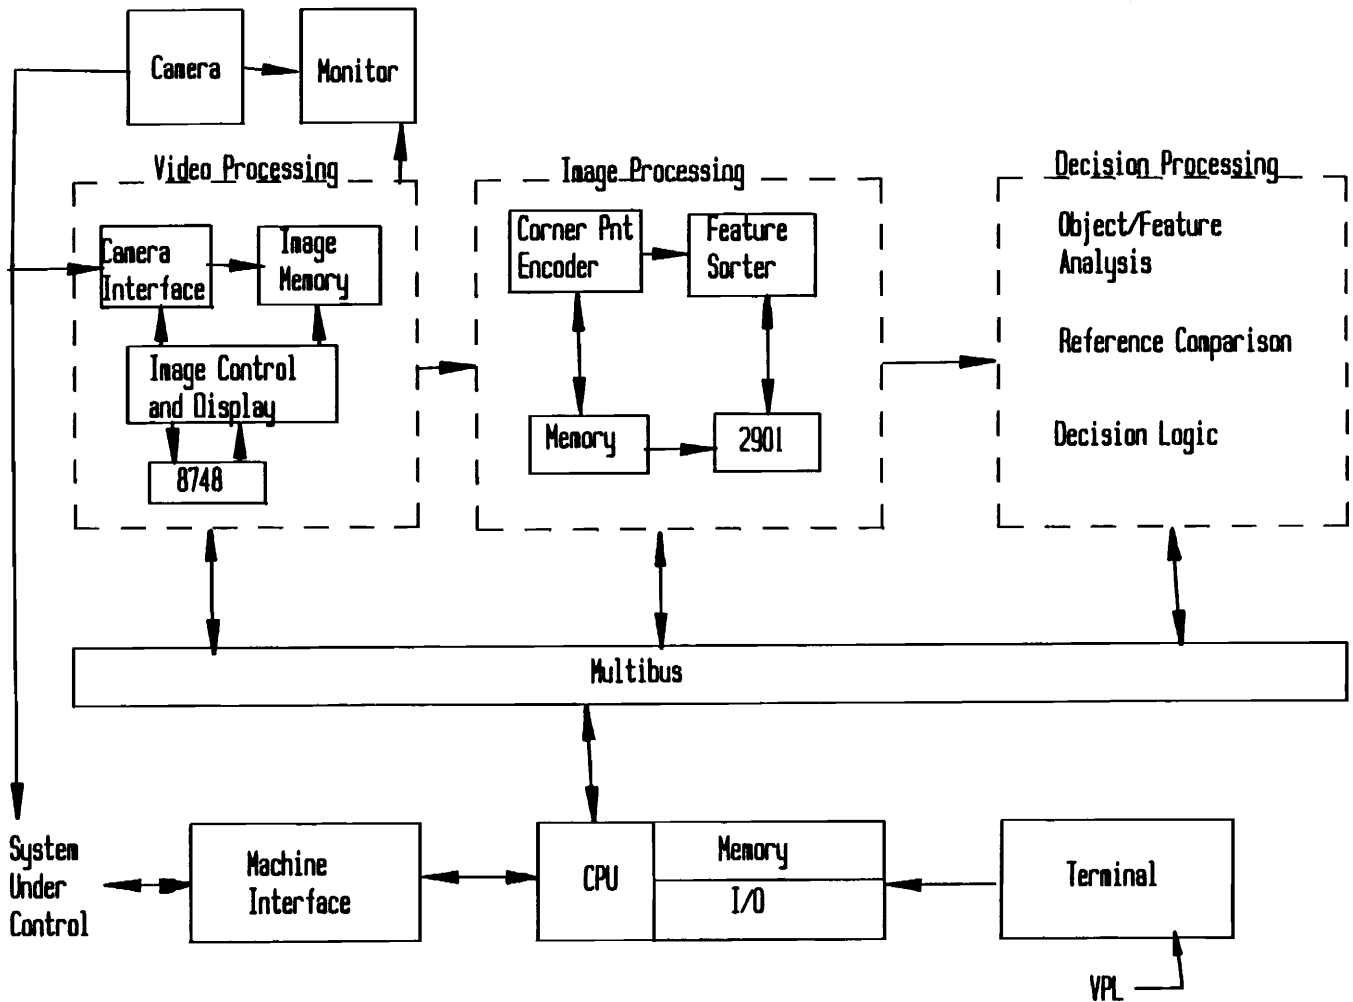 Camera
Monitor
Video Processing
Image Processing
Decision Processing
Camera
Interface
Image
Memory
Image Control
and Display
8748
Corner Pnt
Encoder
Feature
Sorter
Memory
2901
Object/Feature
Analysis
Reference Comparison
Decision Logic
Multibus
System
Under
Control
Machine
Interface
CPU
Memory
I/O
Terminal
VPL